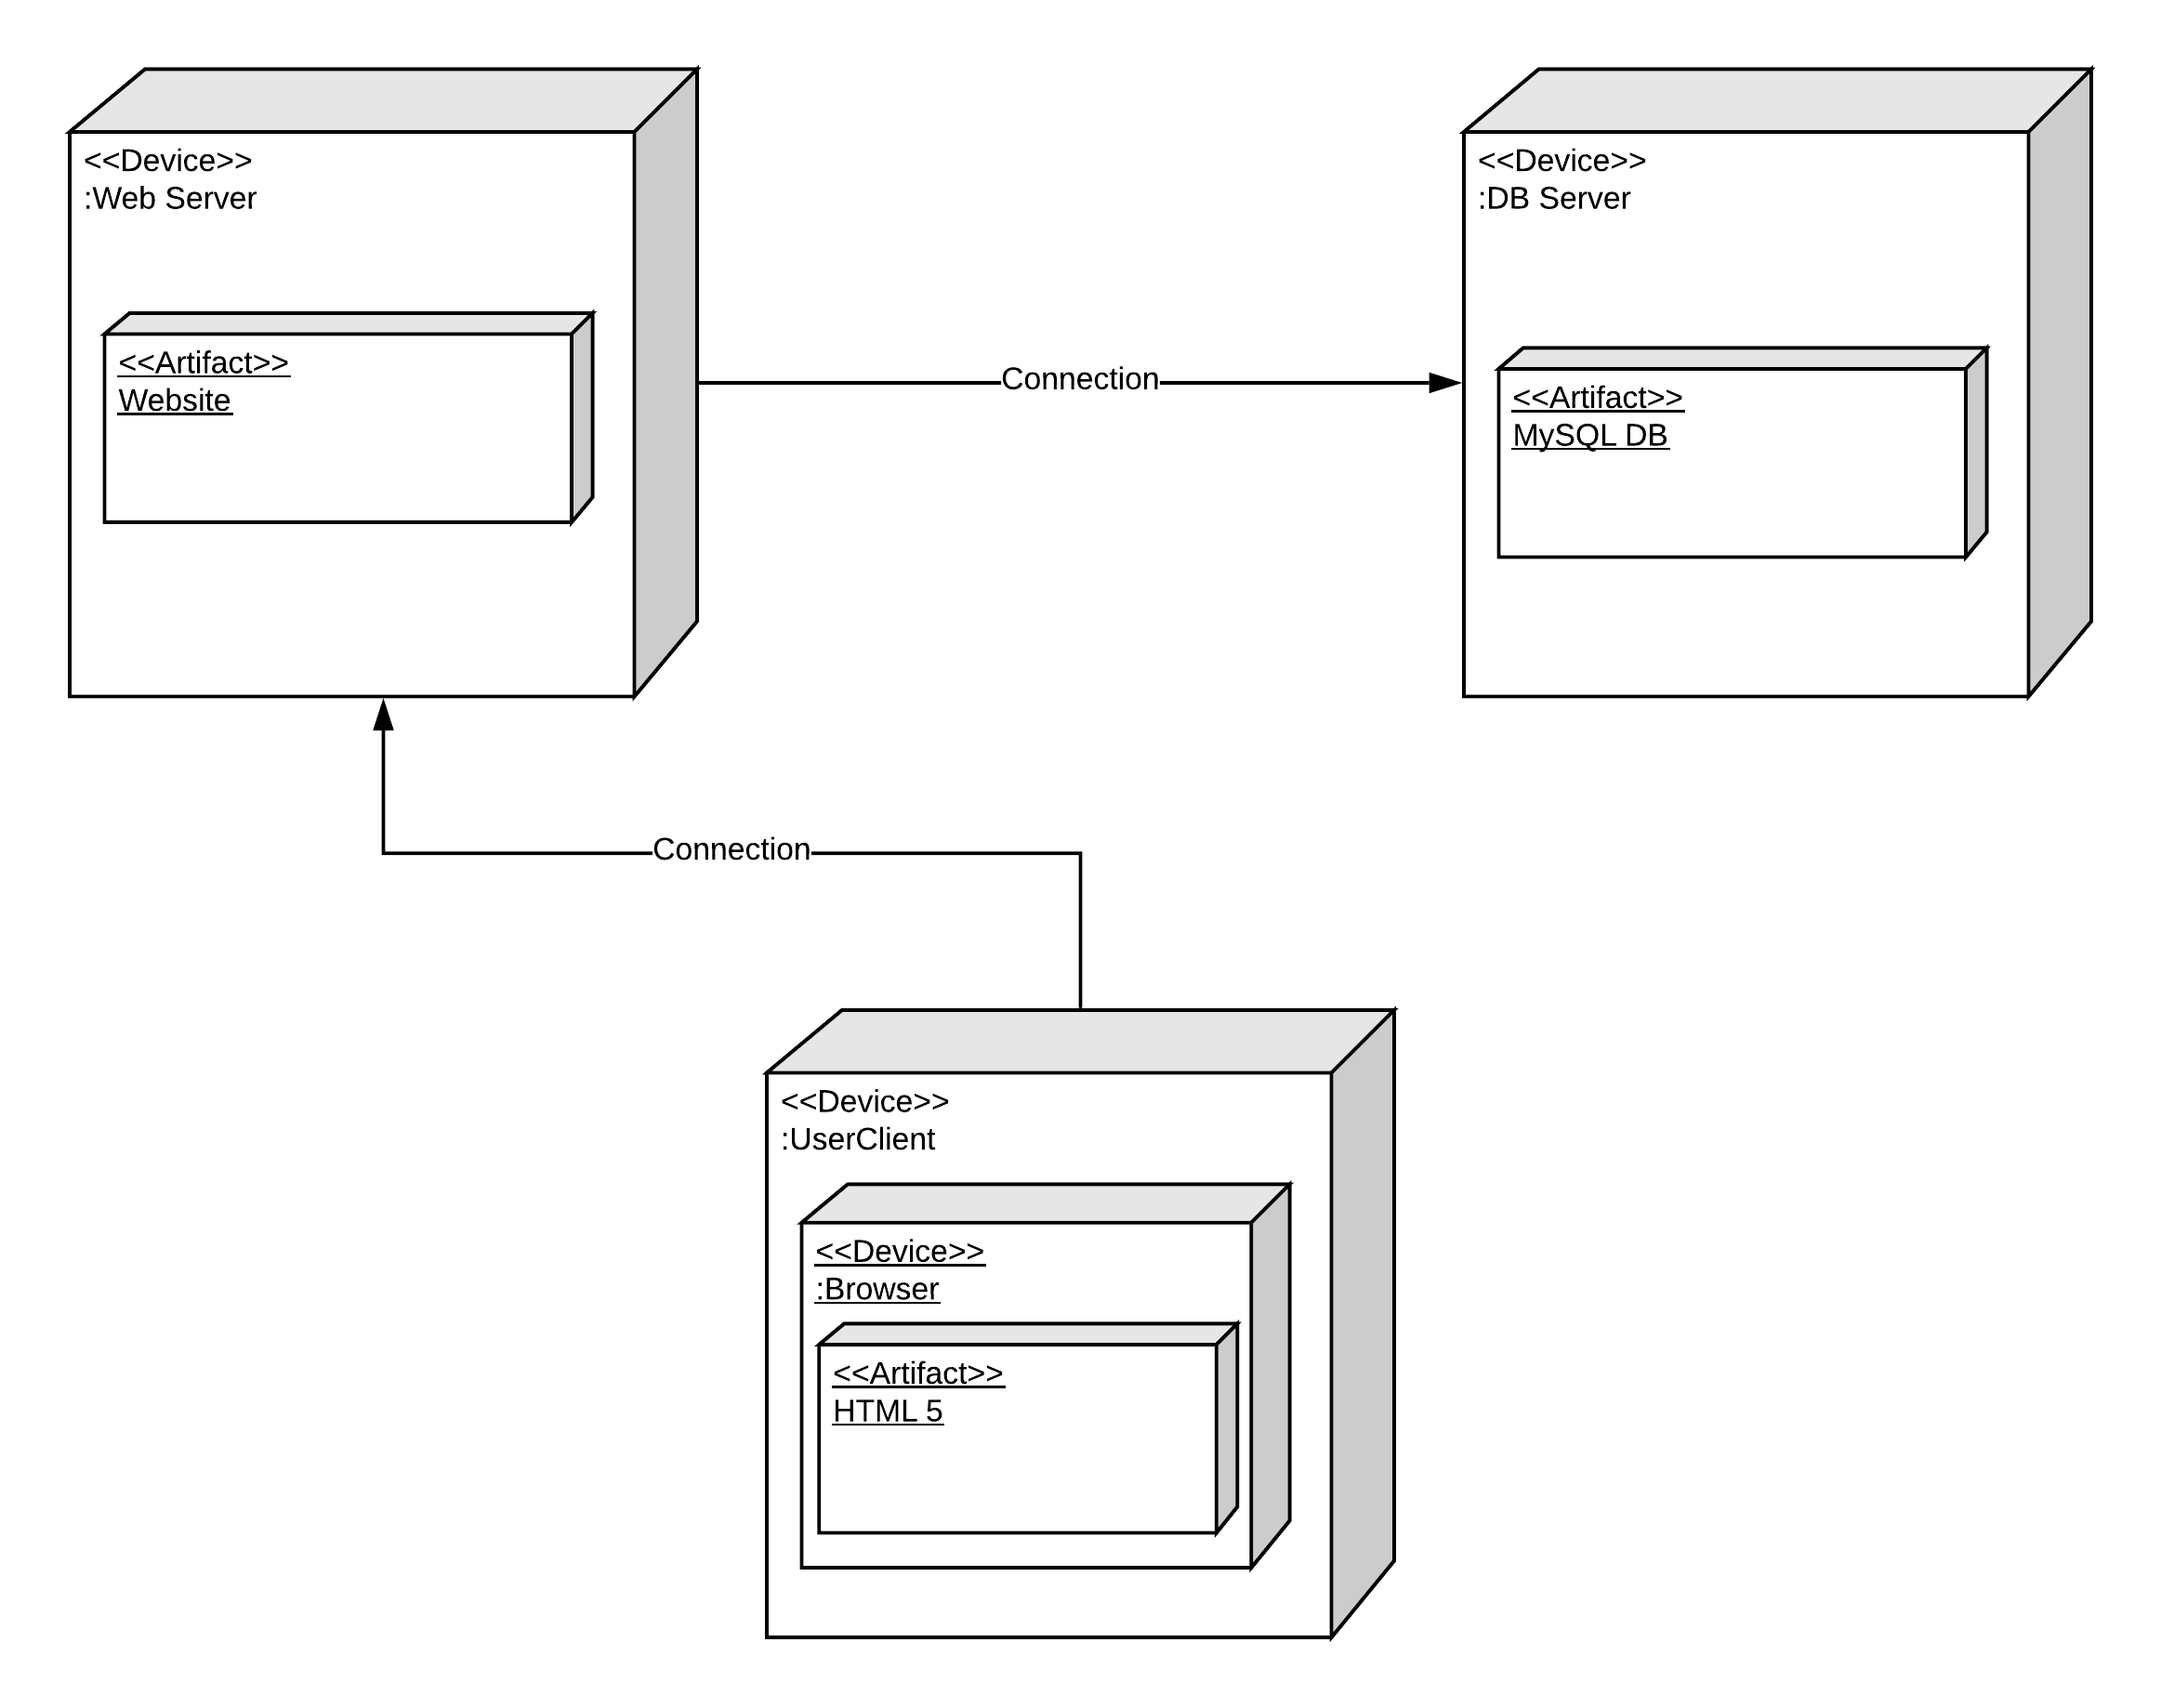 <<Device>>
:Web Server
<<Artifact>>
Website
Connection
<<Device>>
:DB Server
<<Artifact>>
MySQL DB
Connection
<<Device>>
:UserClient
<<Device>>
:Browser
<<Artifact>>
HTML 5